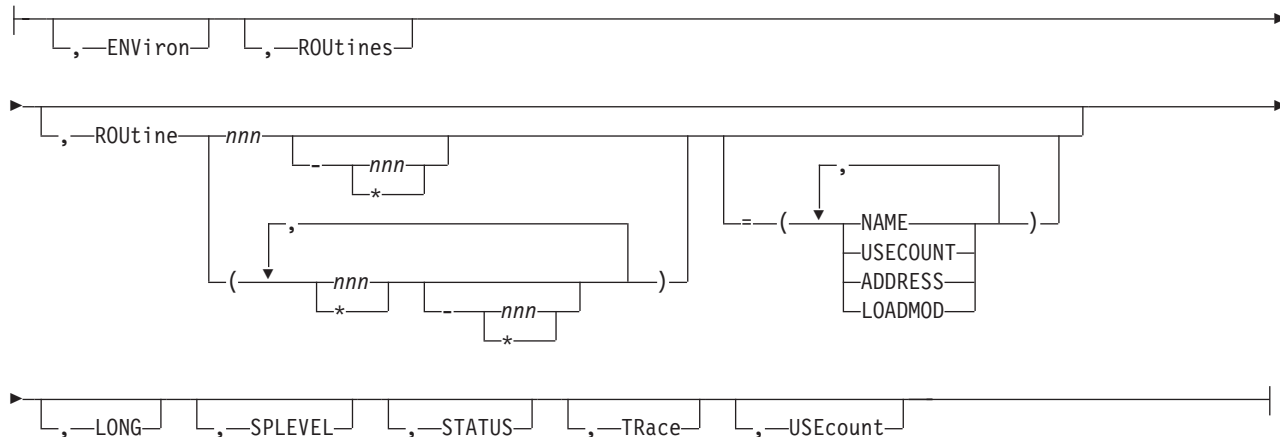 , ENViron , ROUtines
, ROUtine nnn
- nnn
*
,
, = ( NAME )
( nnn ) USECOUNT
* - nnn ADDRESS
* LOADMOD
, LONG , SPLEVEL , STATUS , TRace , USEcount